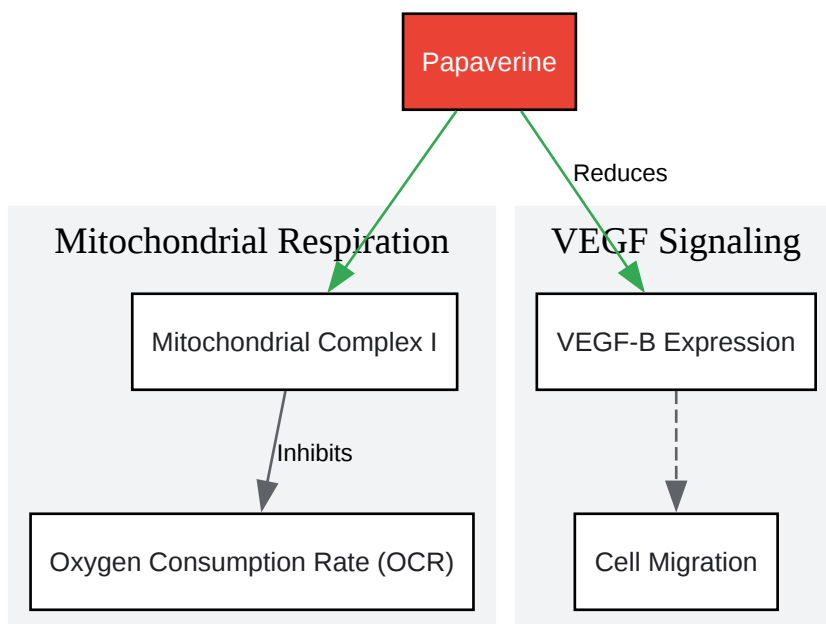 Papaverine
Reduces
Mitochondrial Respiration
VEGF Signaling
Mitochondrial Complex I
VEGF-B Expression
Inhibits
Oxygen Consumption Rate (OCR)
Cell Migration